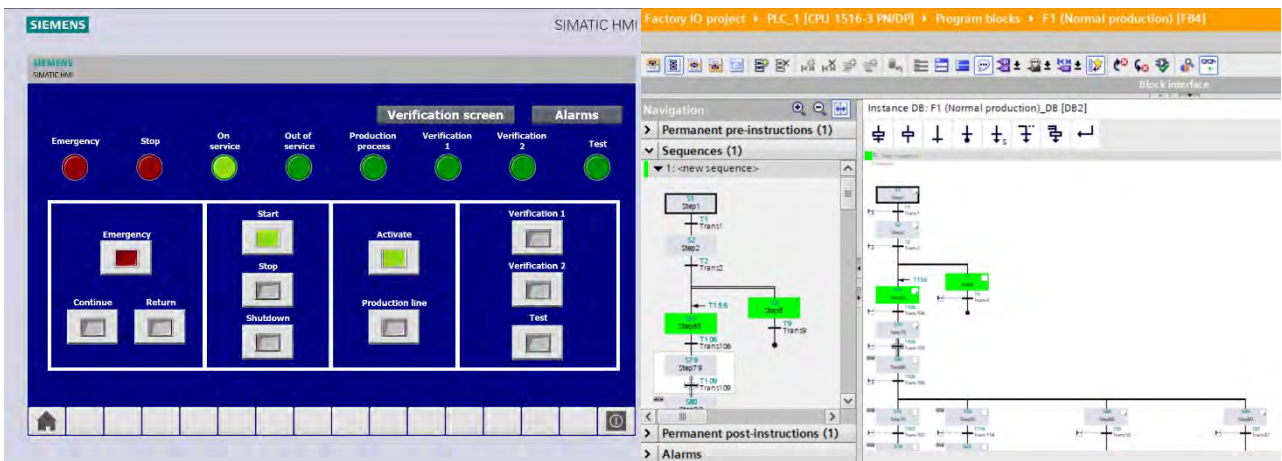 SIEMENS
SIMATIC HMI
SIEMENS
SIMATIC HMI
Verification screen
Alarms
Emergency
Stop
On service
Out of service
Production process
Verification 1
Verification 2
Test
Emergency
Continue
Return
Start
Stop
Shutdown
Activate
Production line
Verification 1
Verification 2
Test
Factory IO project PLC_1 [CPU 1516-3 PN/DP] Program blocks F1 (Normal production) [FB4]
Block interface
Navigation
Permanent pre-instructions (1)
Sequences (1)
1: <new sequence>
S1
Step1
T1
Trans1
S2
Step2
T2
Trans2
T156
Step8
T9
Trans9
Step65
T106
Trans106
S79
Step79
T109
Trans109
S80
Permanent post-instructions (1)
Alarms
Instance DB: F1 (Normal production)_DB [DB2]
T156